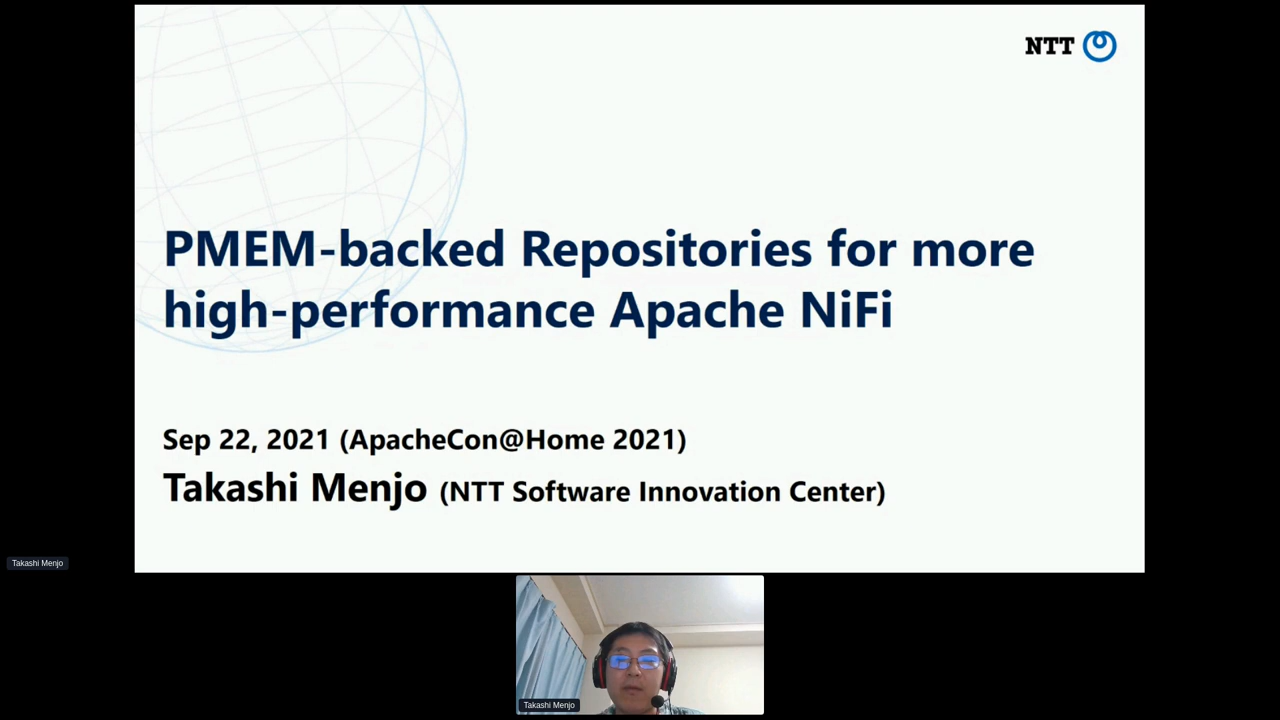 NTT
PMEM-backed Repositories for more
high-performance Apache NiFi
Sep 22, 2021 (ApacheCon@Home 2021)
Takashi Menjo (NTT Software Innovation Center)
Takashi Menjo
Takashi Menjo